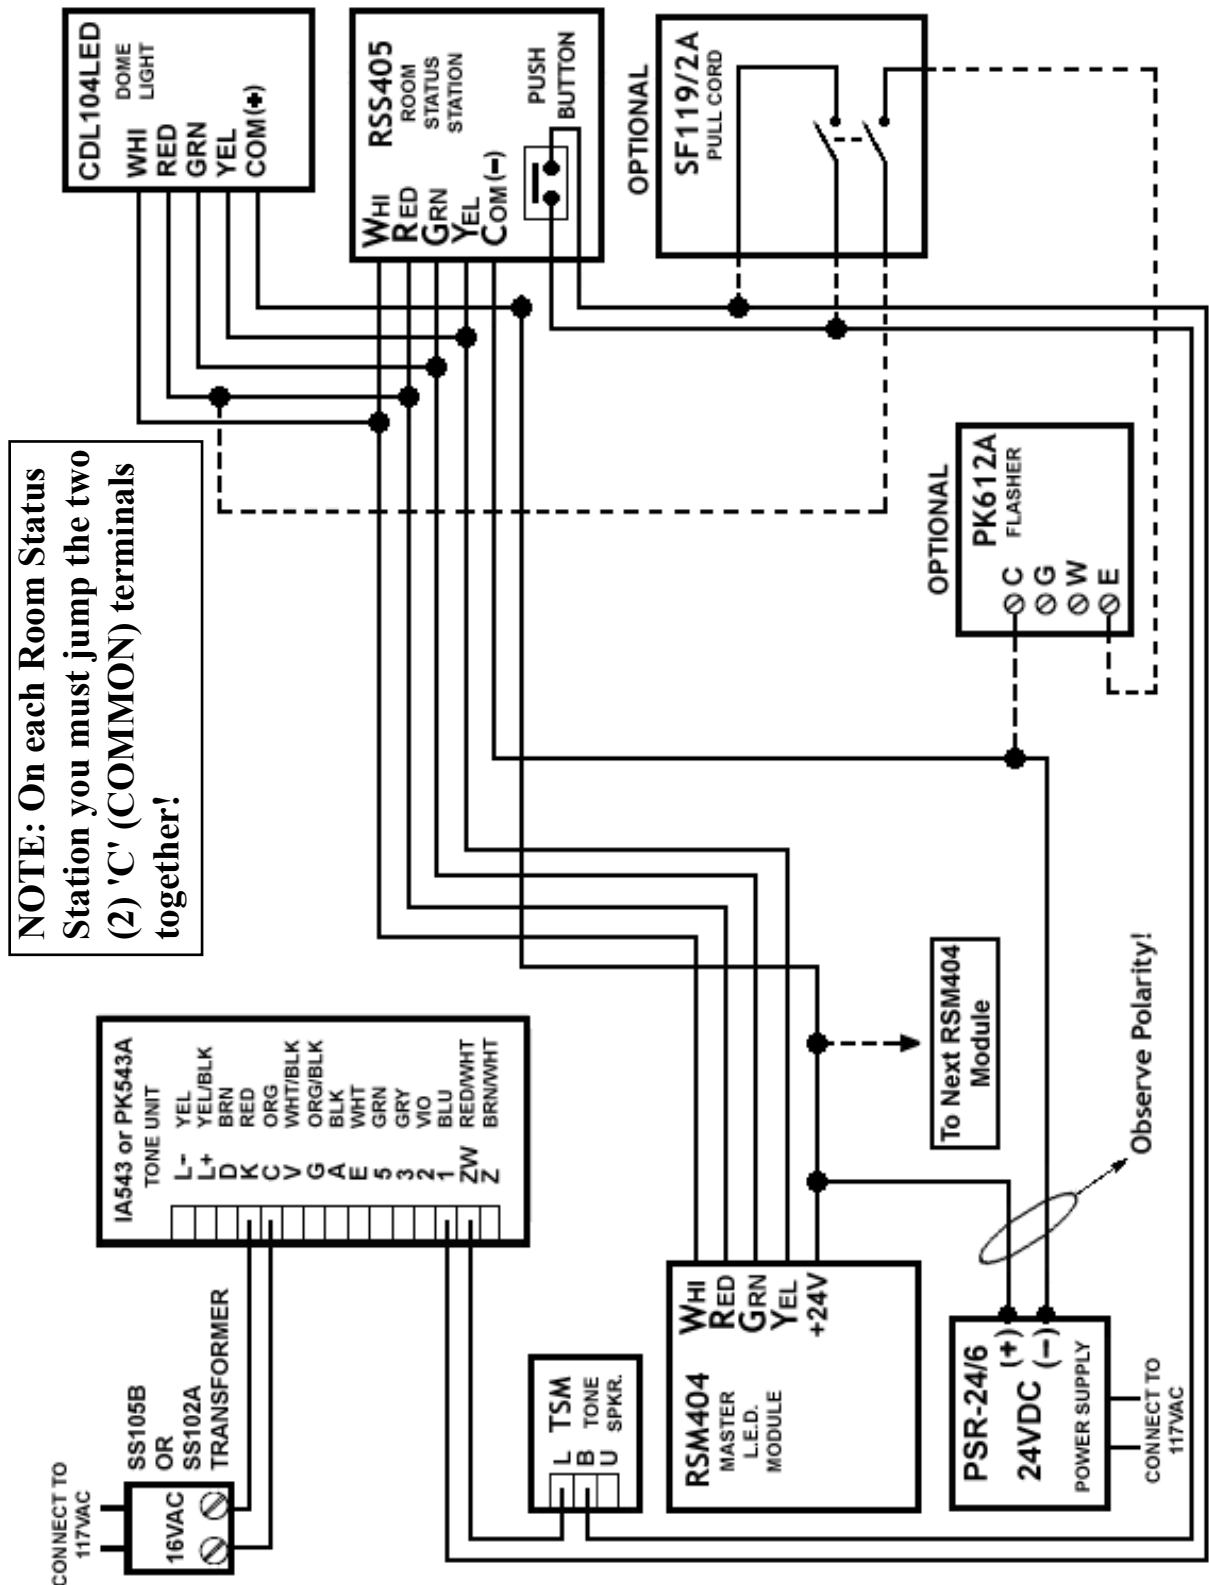 NOTE: On each Room Status
Station you must jump the two
(2) 'C' (COMMON) terminals
together!
CONNECT TO
117VAC
16VAC
SS105B
OR
SS102A
TRANSFORMER
IA543 or PK543A
TONE UNIT
L- YEL
L+ YEL/BLK
D BRN
K RED
C ORG
V WHT/BLK
G ORG/BLK
A BLK
E WHT
5 GRN
3 GRY
2 VIO
1 BLU
ZW RED/WHT
Z BRN/WHT
CDL104LED
DOME
LIGHT
WHI
RED
GRN
YEL
COM(+)
RSS405
ROOM
STATUS
STATION
WHI
RED
GRN
YEL
COM(-)
PUSH
BUTTON
OPTIONAL
SF119/2A
PULL CORD
TSM
TONE
SPKR.
L
B
U
RSM404
MASTER
L.E.D.
MODULE
WHI
RED
GRN
YEL
+24V
To Next RSM404
Module
OPTIONAL
PK612A
FLASHER
C
G
W
E
Observe Polarity!
PSR-24/6
24VDC
(+)
(-)
POWER SUPPLY
CONNECT TO
117VAC